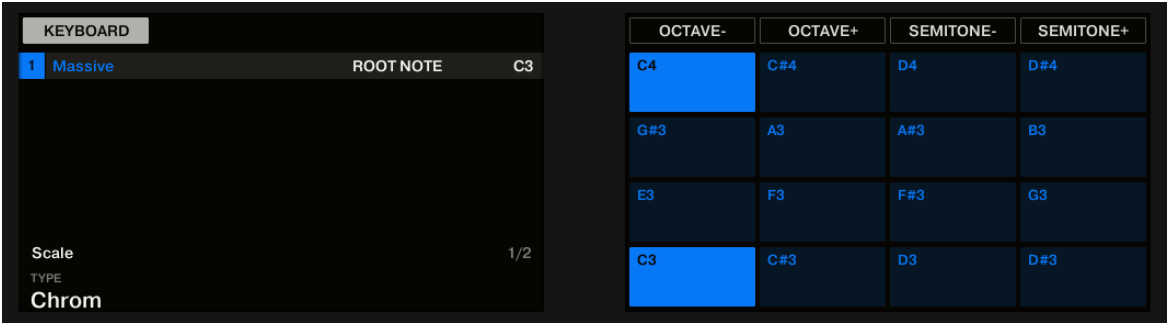 KEYBOARD
1 Massive ROOT NOTE C3
Scale 1/2
TYPE
Chrom
OCTAVE- OCTAVE+ SEMITONE- SEMITONE+
C4 C#4 D4 D#4
G#3 A3 A#3 B3
E3 F3 F#3 G3
C3 C#3 D3 D#3